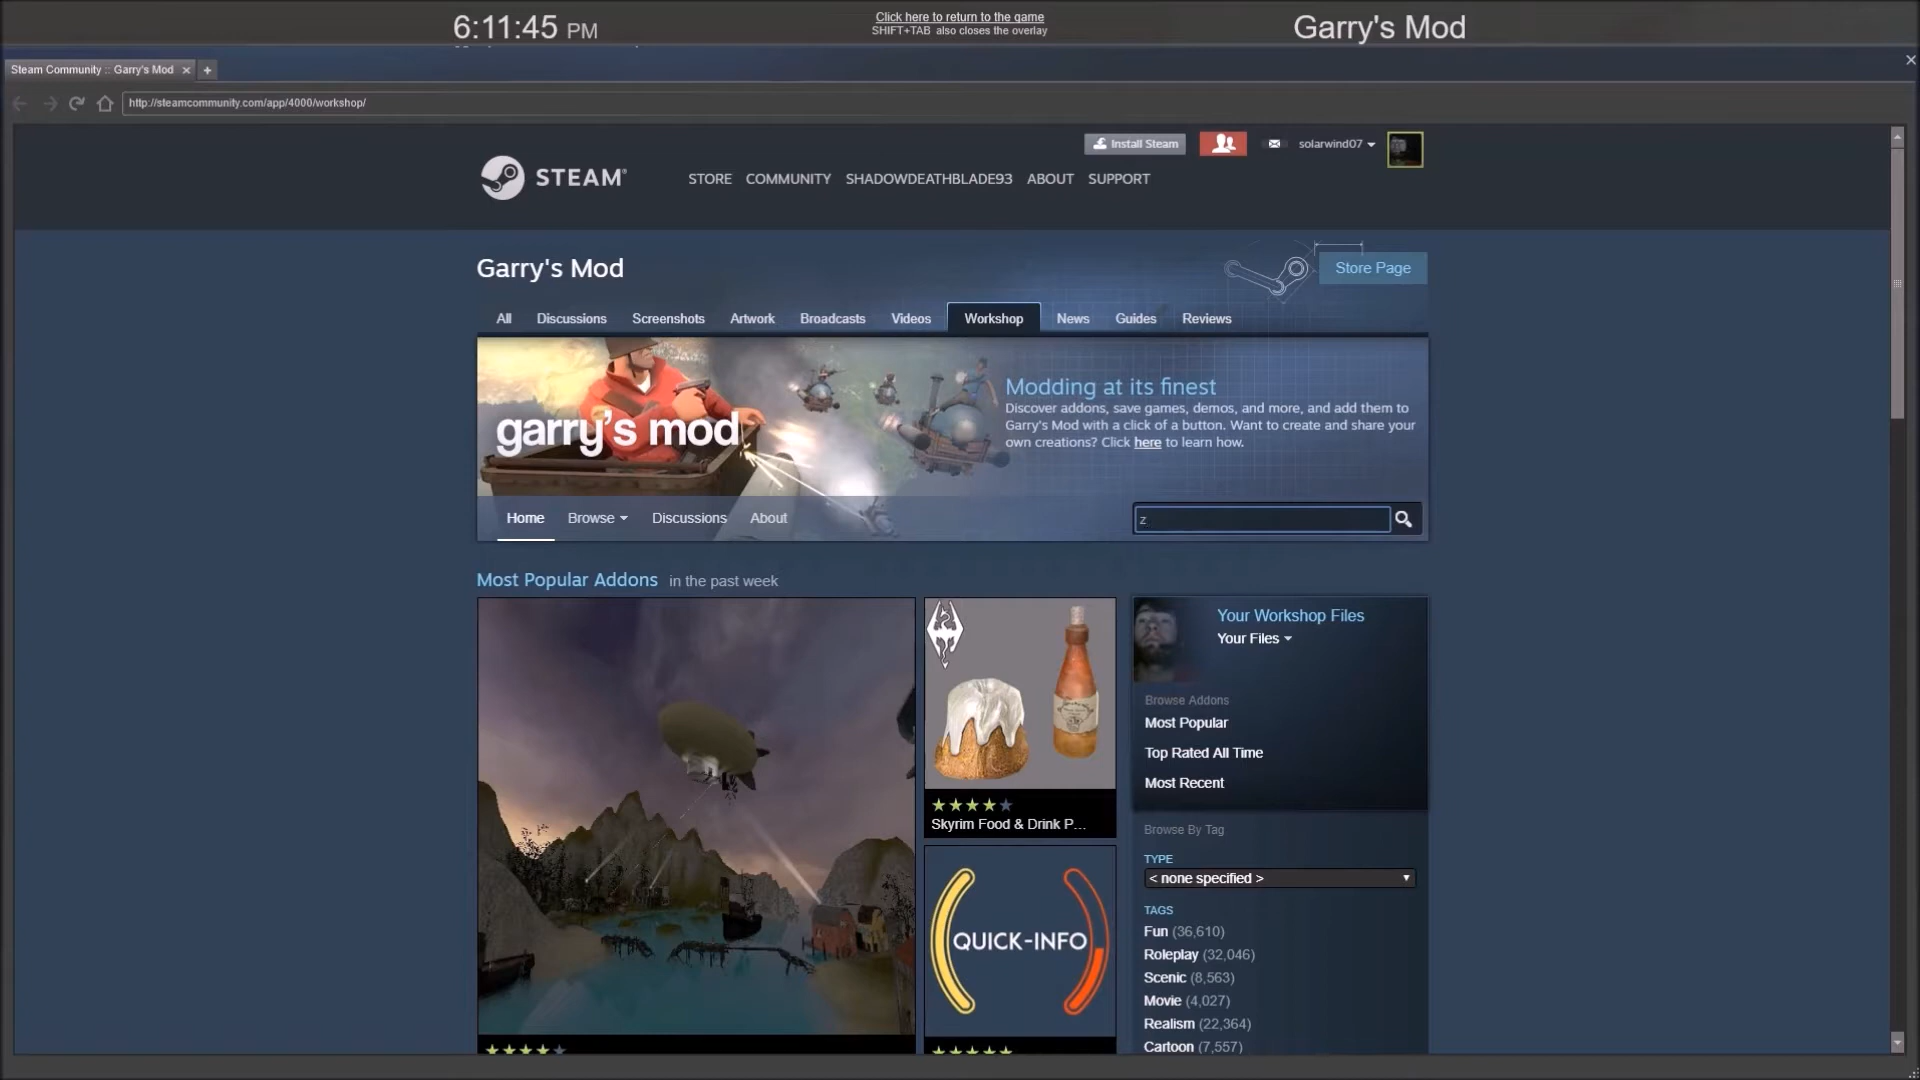 6:11:45 PM
Click here to return to the game
SHIFT+TAB also closes the overlay
Garry's Mod
Steam Community :: Garry's Mod
http://steamcommunity.com/app/4000/workshop/
Install Steam
solarwind07
STEAM
STORE COMMUNITY SHADOWDEATHBLADE93 ABOUT SUPPORT
Garry's Mod
Store Page
All Discussions Screenshots Artwork Broadcasts Videos Workshop News Guides Reviews
garry's mod
Modding at its finest
Discover addons, save games, demos, and more, and add them to
Garry's Mod with a click of a button. Want to create and share your
own creations? Click here to learn how.
Home Browse Discussions About
z
Most Popular Addons in the past week
Skyrim Food & Drink P...
QUICK-INFO
Your Workshop Files
Your Files
Browse Addons
Most Popular
Top Rated All Time
Most Recent
Browse By Tag
TYPE
< none specified >
TAGS
Fun (36,610)
Roleplay (32,046)
Scenic (8,563)
Movie (4,027)
Realism (22,364)
Cartoon (7,557)